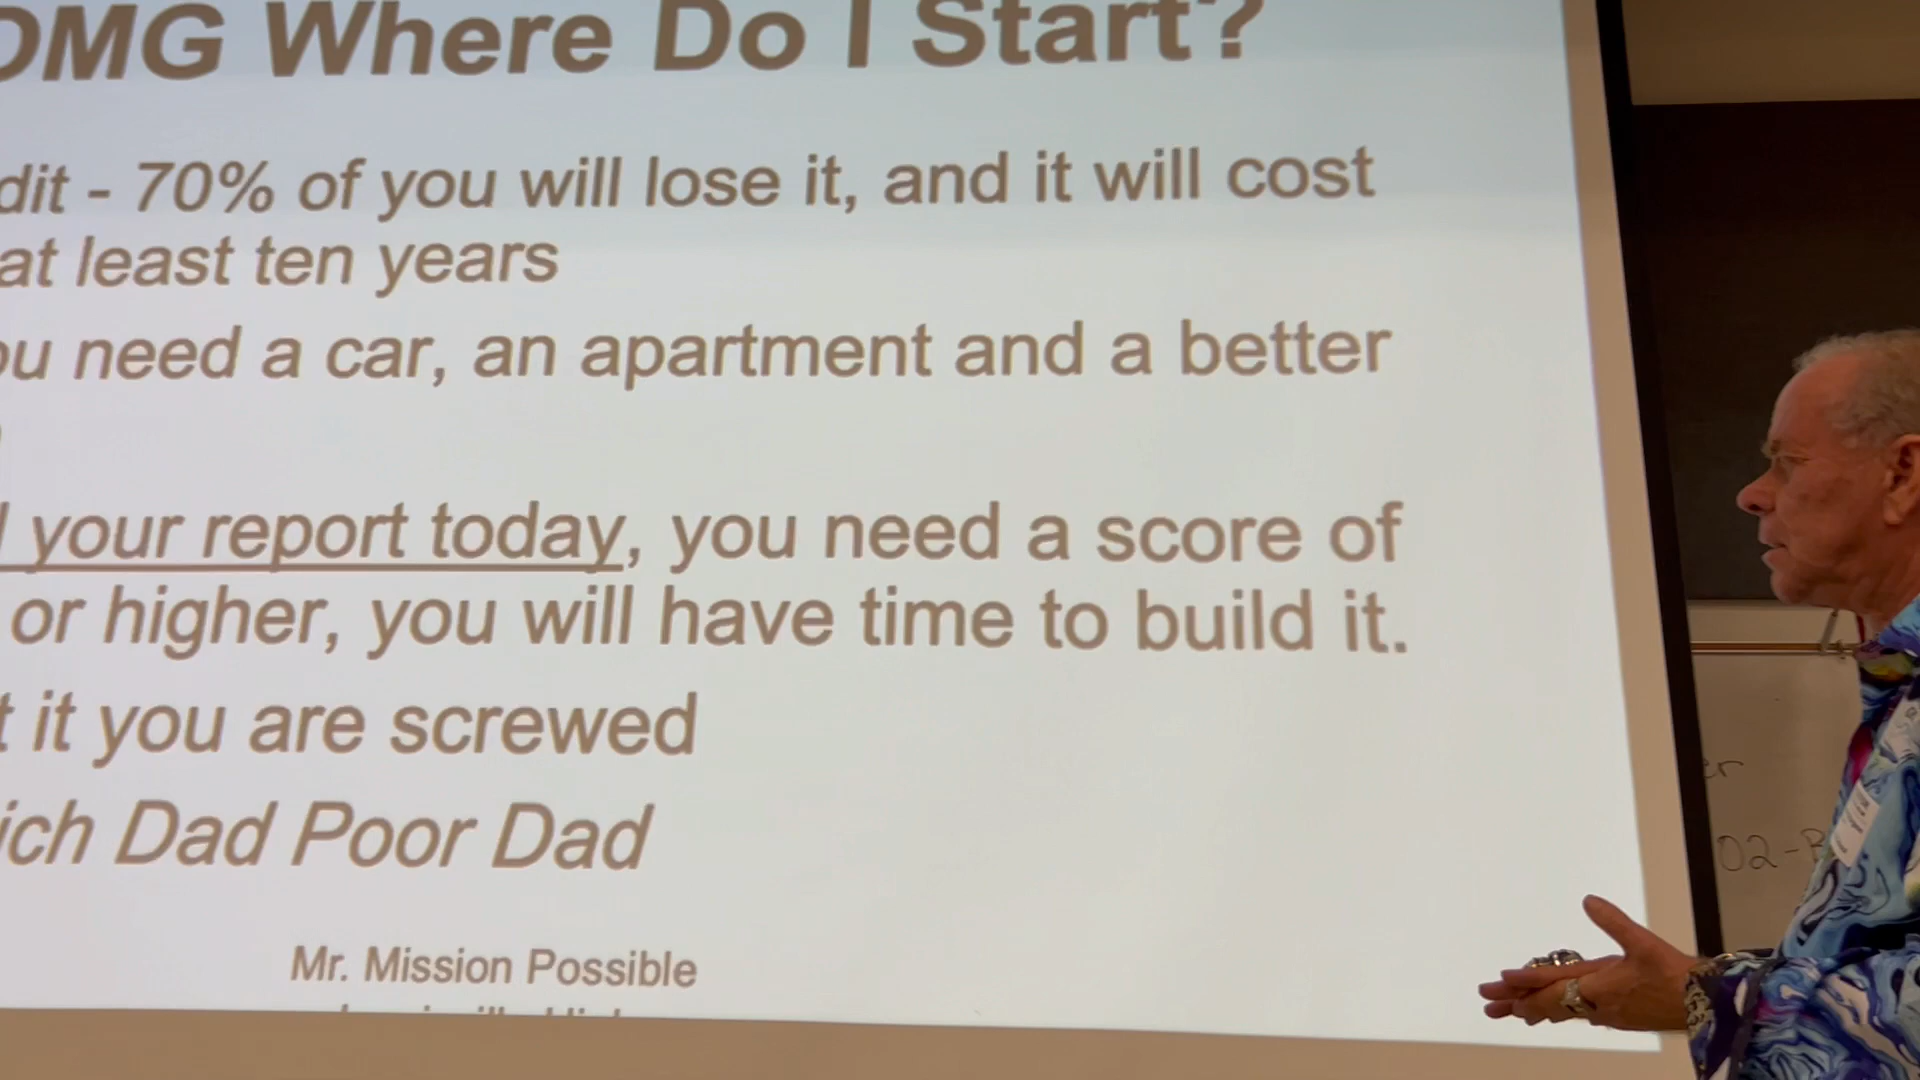 OMG Where Do I Start?
dit - 70% of you will lose it, and it will cost
at least ten years
ou need a car, an apartment and a better
your report today, you need a score of
or higher, you will have time to build it.
t it you are screwed
ich Dad Poor Dad
Mr. Mission Possible
er
02-